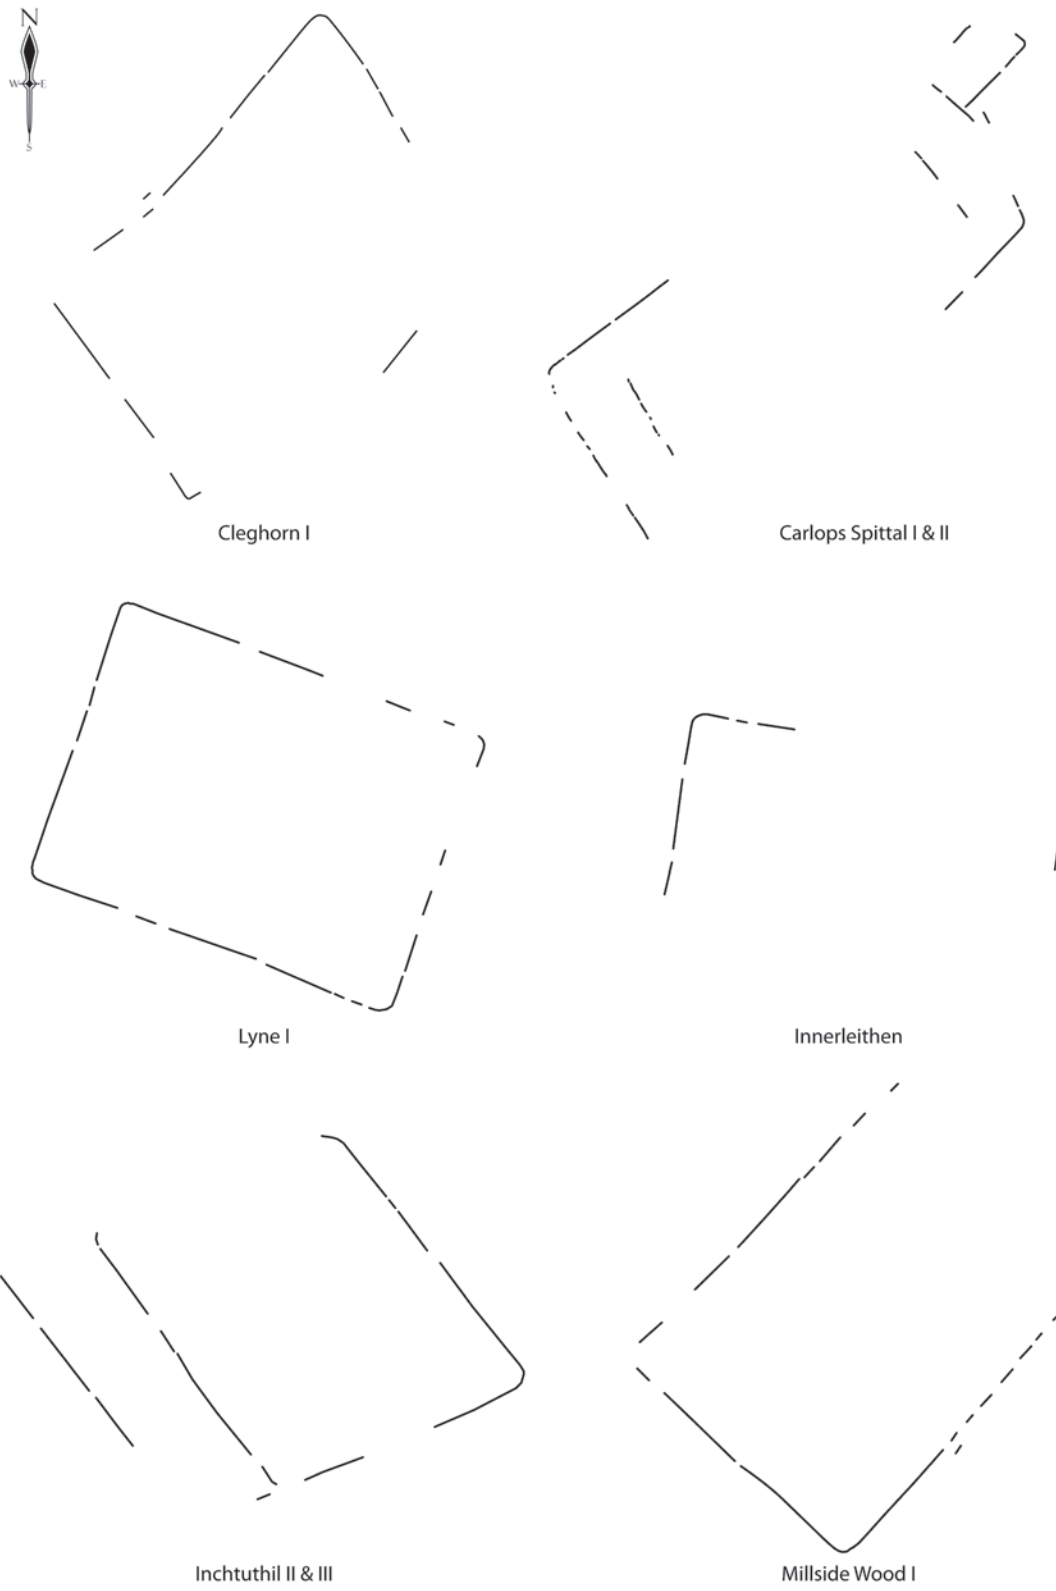 N
W E
S
Cleghorn I
Carlops Spittal I & II
Lyne I
Innerleithen
Inchtuthil II & III
Millside Wood I